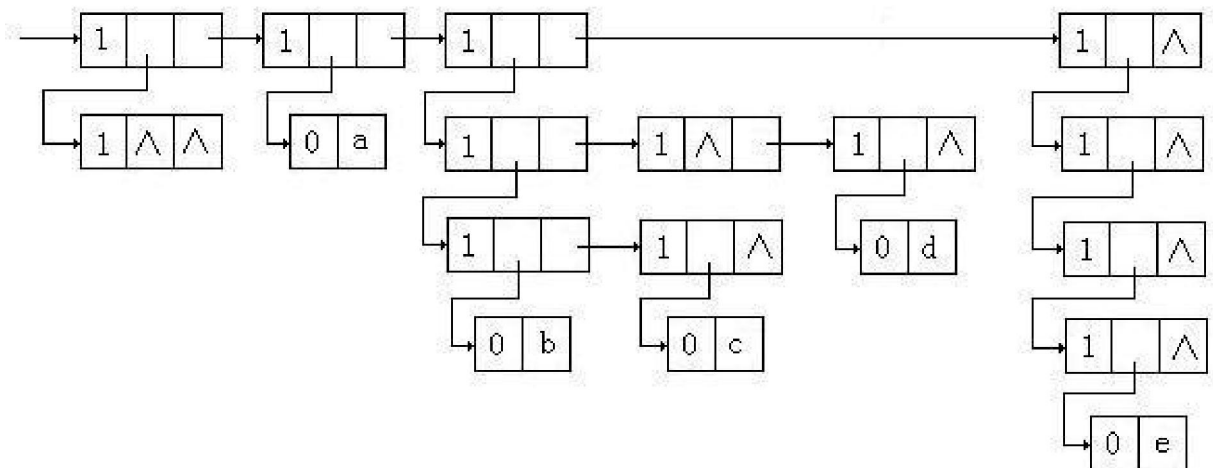 1 1 1 1 ∧
1 ∧ ∧ 0 a 1 1 ∧ 1 ∧ 1 ∧
1 1 ∧ 0 d 1 ∧
0 b 0 c 1 ∧
0 e